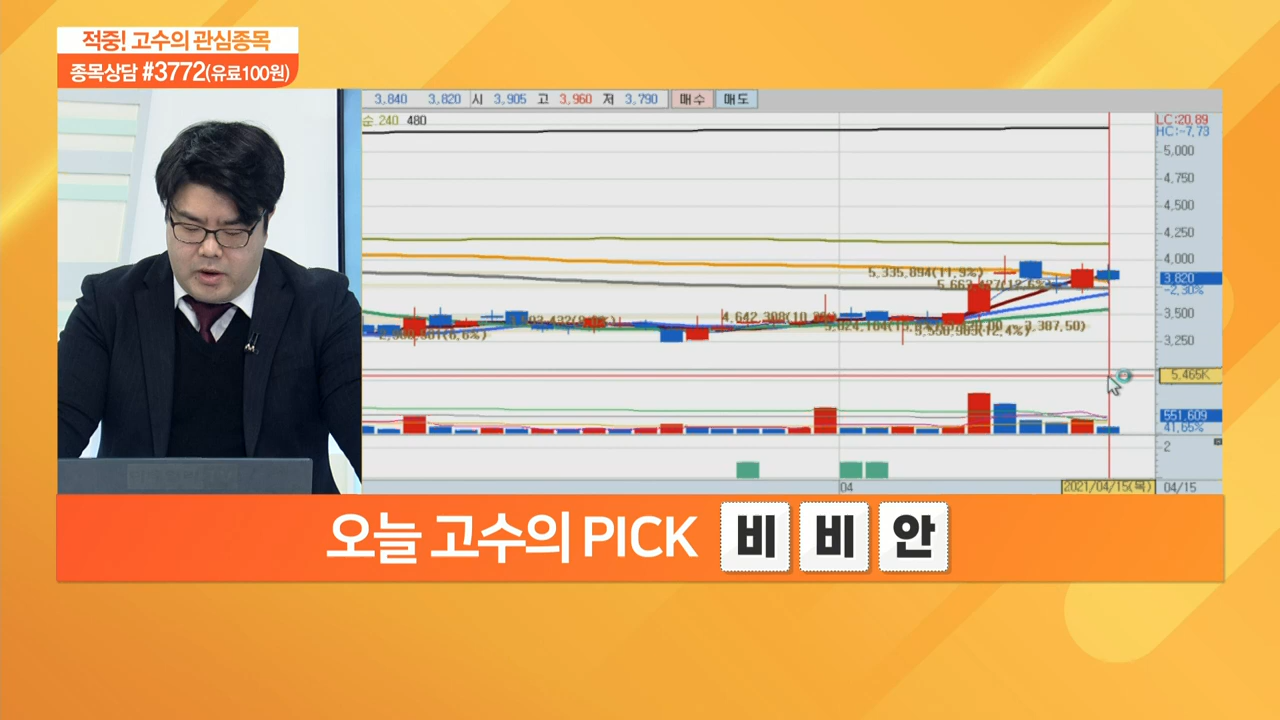 적중! 고수의 관심종목
종목상담 #3772(유료100원)
3,840 3,820 시 3,905 고 3,960 저 3,790 매수 매도
순 240 480
LC:20.89
HC:-7.73
5,000
4,750
4,500
4,250
4,000
3,820
-2.30%
3,500
3,250
5,335,894(11.9%)
4,642,308
3,387,50)
5,465K
551,609
41.65%
2
04
2021/04/15(목)
04/15
오늘 고수의 PICK 비비안